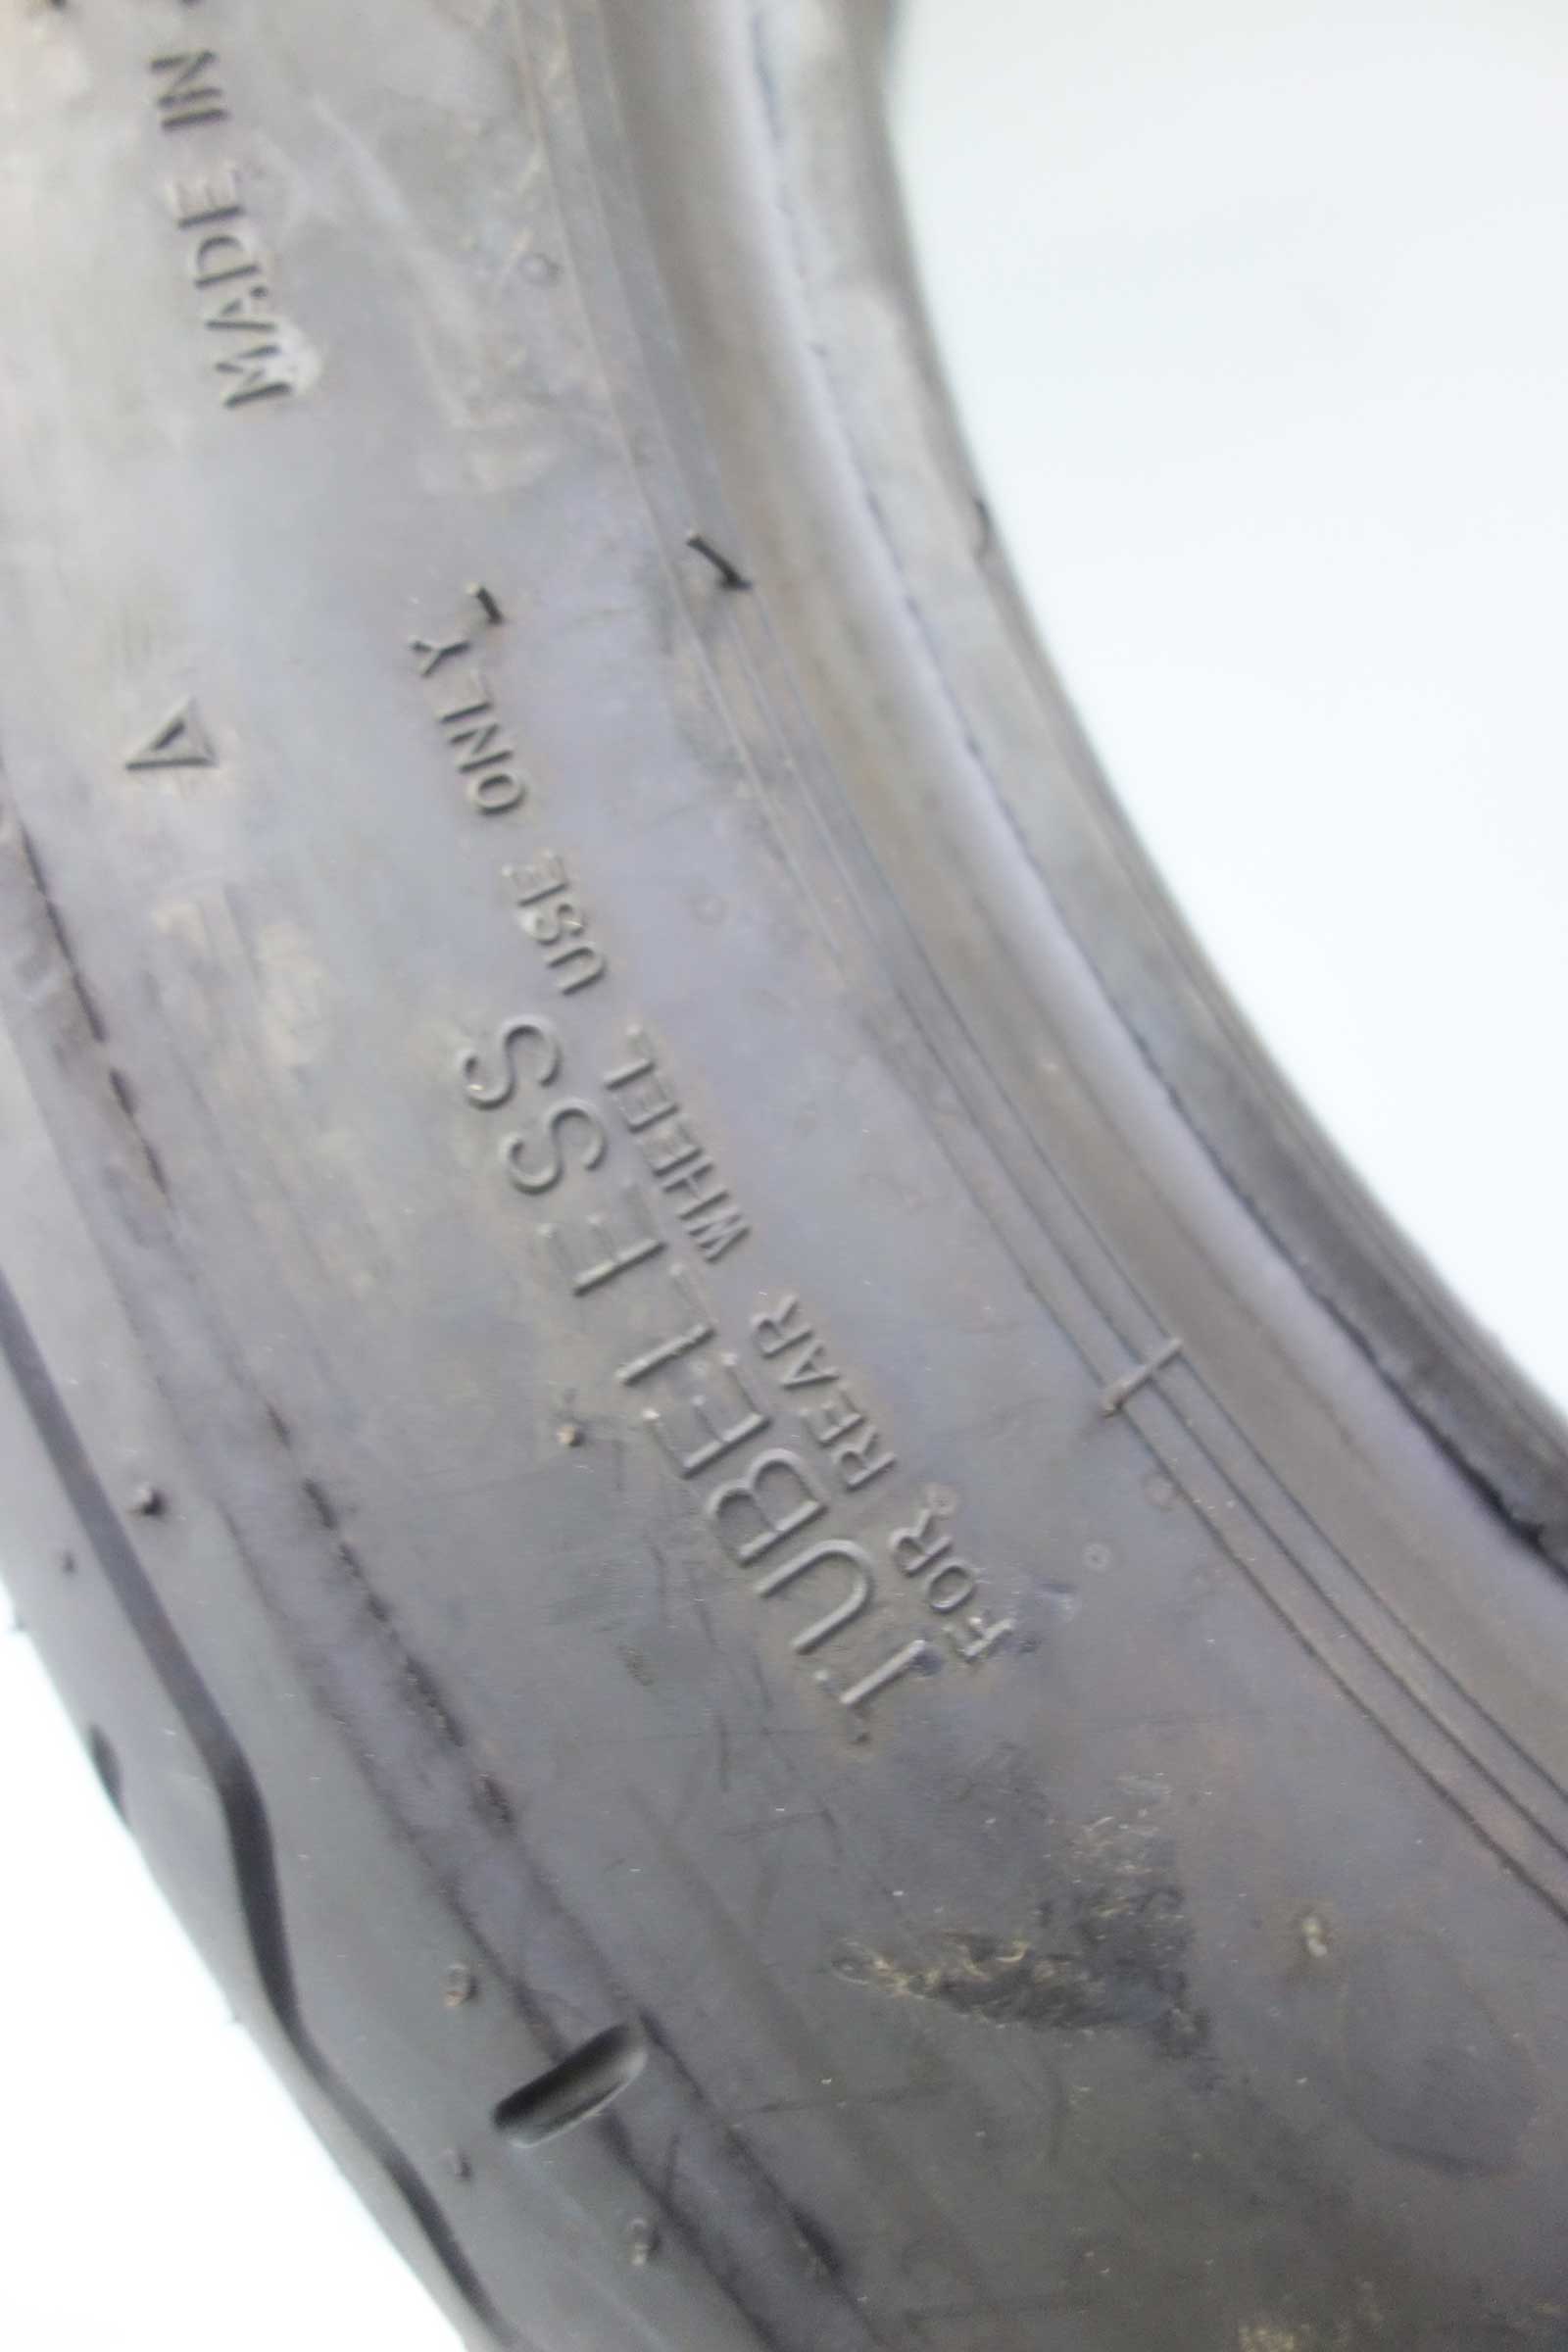 MADE IN
TUBELESS
FOR REAR WHEEL USE ONLY